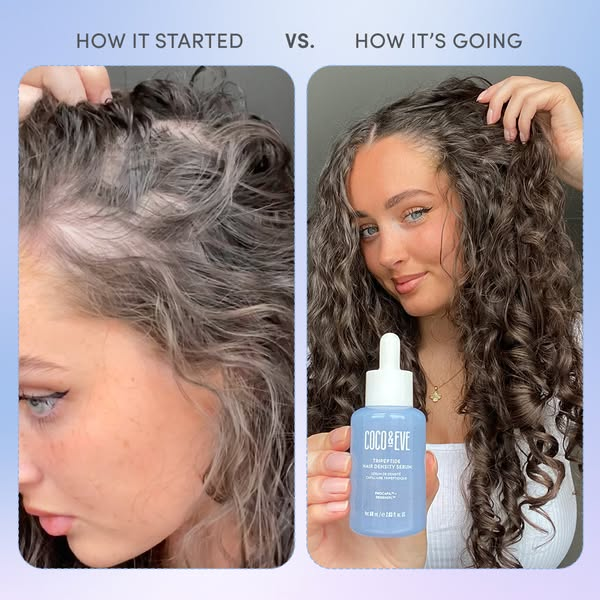 HOW IT STARTED VS. HOW IT'S GOING
COCO & EVE
TRIPEPTIDE
HAIR DENSITY SERUM